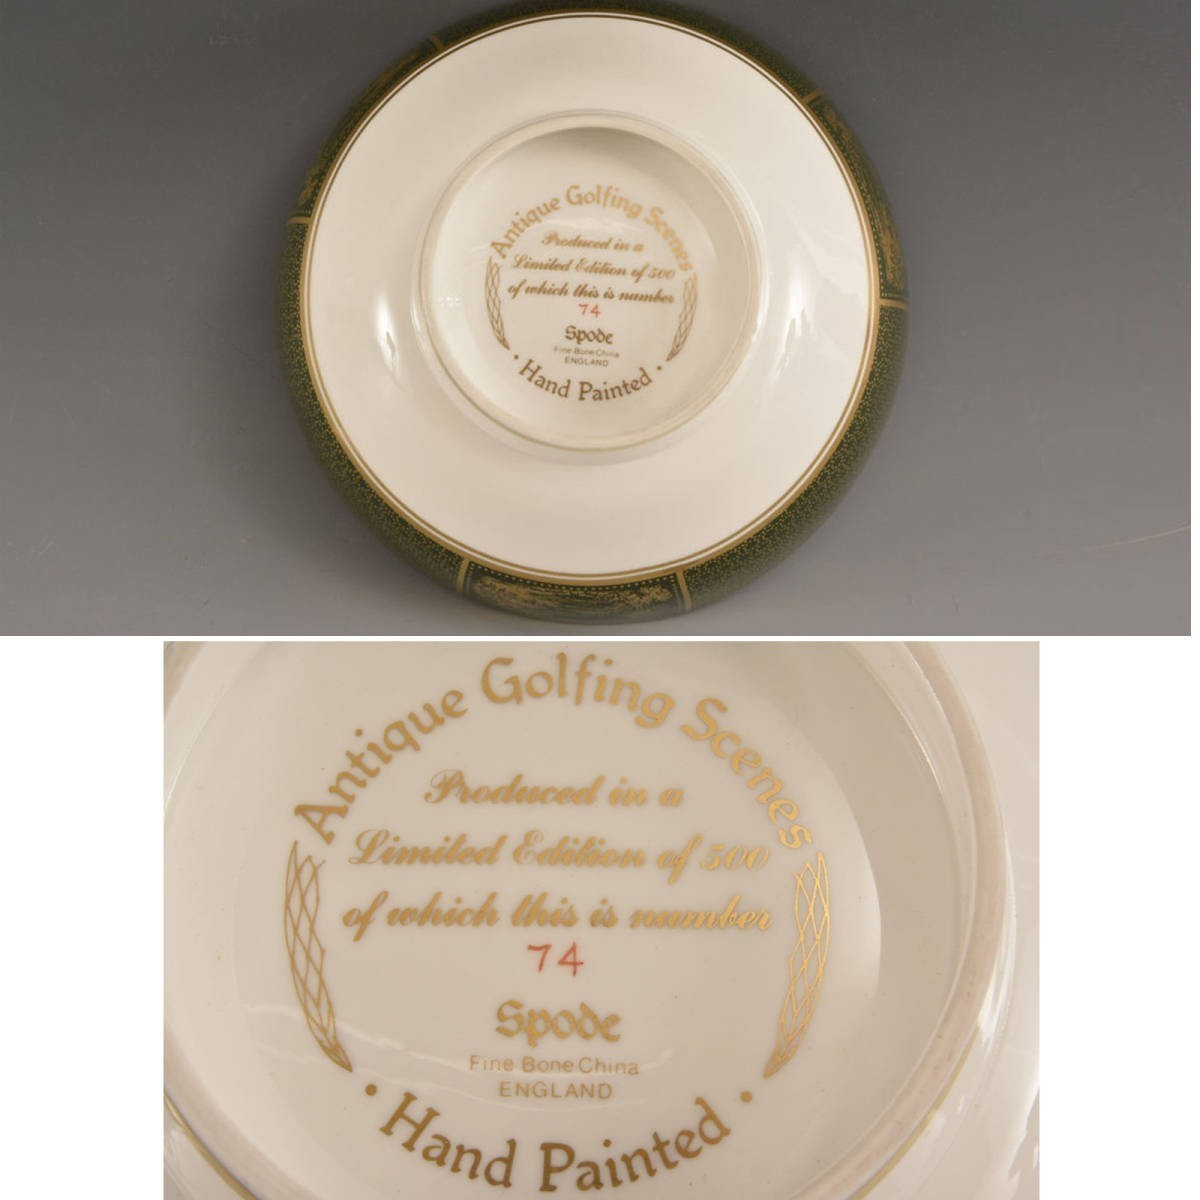 Antique Golfing Scenes
Produced in a
Limited Edition of 500
of which this is number
74
Spode
Fine Bone China
ENGLAND
· Hand Painted ·
Antique Golfing Scenes
Produced in a
Limited Edition of 500
of which this is number
74
Spode
Fine Bone China
ENGLAND
· Hand Painted ·